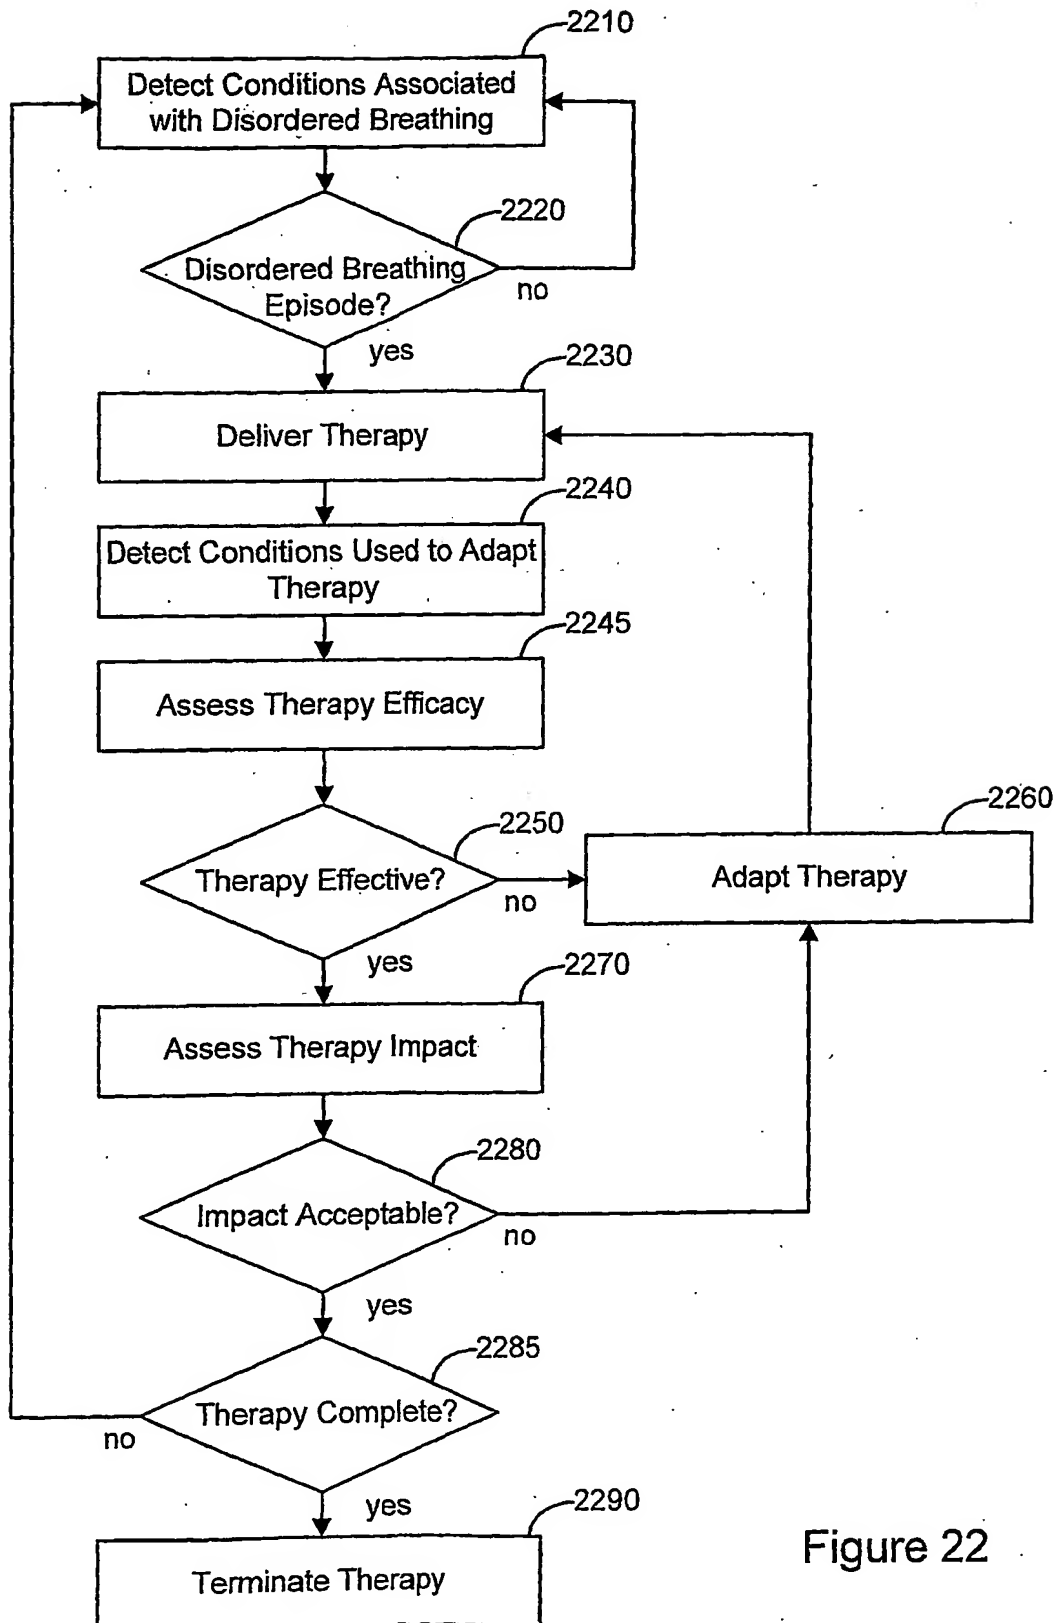 2210
Detect Conditions Associated
with Disordered Breathing
2220
Disordered Breathing
Episode?
no
yes
2230
Deliver Therapy
2240
Detect Conditions Used to Adapt
Therapy
2245
Assess Therapy Efficacy
2250
Therapy Effective?
no
2260
Adapt Therapy
yes
2270
Assess Therapy Impact
2280
Impact Acceptable?
no
yes
2285
Therapy Complete?
no
yes
2290
Terminate Therapy
Figure 22